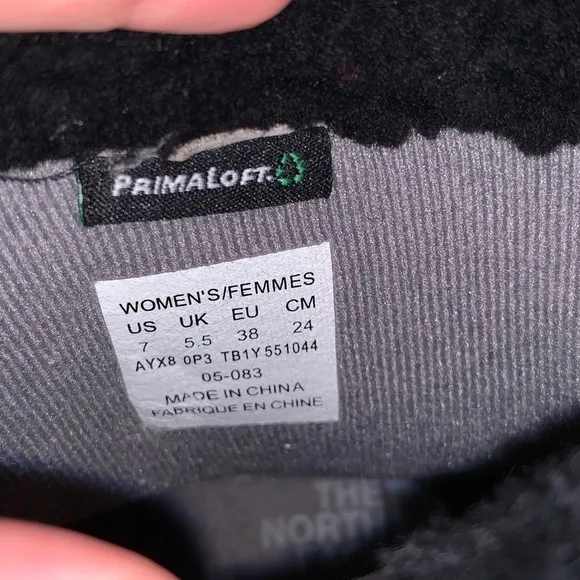 PRIMALOFT
WOMEN'S/FEMMES
US UK EU CM
7 5.5 38 24
AYX8 0P3 TB1Y551044
05-083
MADE IN CHINA
FABRIQUE EN CHINE
THE
NORTH